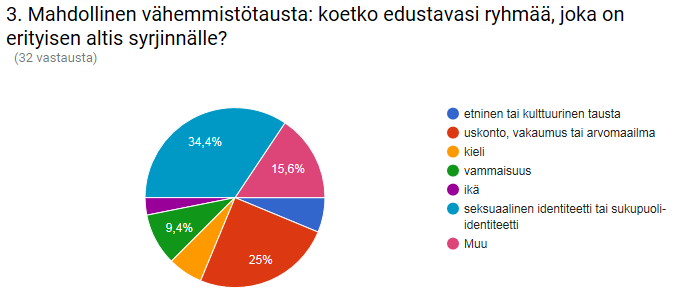 3. Mahdollinen vähemmistötausta: koetko edustavasi ryhmää, joka on
erityisen altis syrjinnälle?
(32 vastausta)
34,4%
15,6%
9,4%
25%
etninen tai kulttuurinen tausta
uskonto, vakaumus tai arvomaailma
kieli
vammaisuus
ikä
seksuaalinen identiteetti tai sukupuoli-
identiteetti
Muu